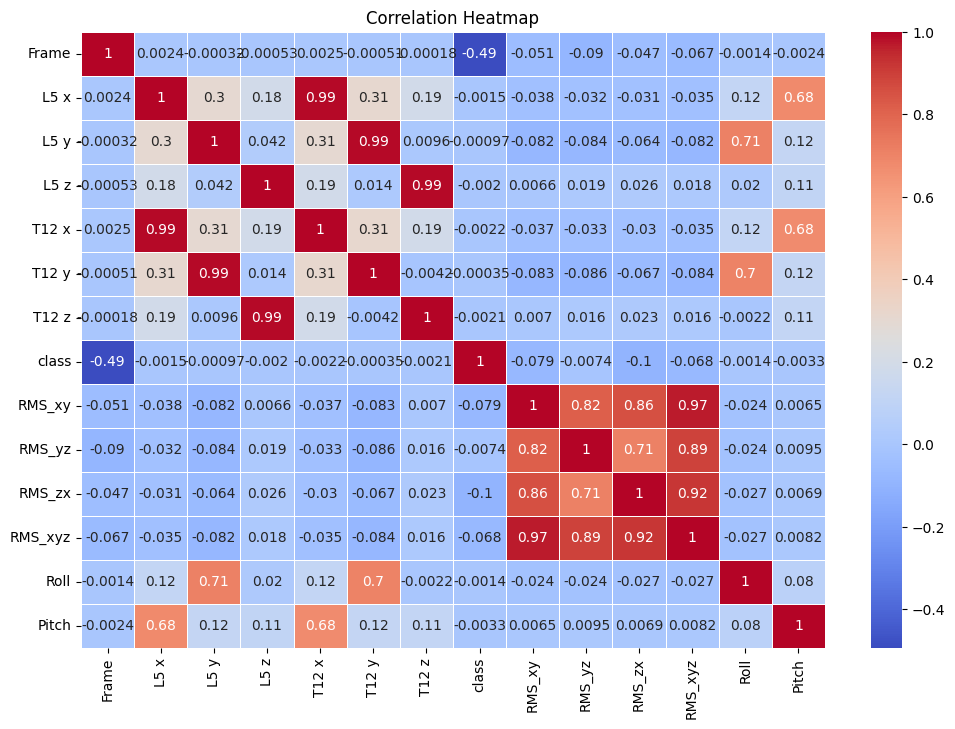 Correlation Heatmap
Frame 1 0.0024 -0.00032 -0.00053 0.0025 -0.00051 -0.00018 -0.49 -0.051 -0.09 -0.047 -0.067 -0.0014 -0.0024
L5 x 0.0024 1 0.3 0.18 0.99 0.31 0.19 -0.0015 -0.038 -0.032 -0.031 -0.035 0.12 0.68
L5 y -0.00032 0.3 1 0.042 0.31 0.99 0.0096 -0.00097 -0.082 -0.084 -0.064 -0.082 0.71 0.12
L5 z -0.00053 0.18 0.042 1 0.19 0.014 0.99 -0.002 0.0066 0.019 0.026 0.018 0.02 0.11
T12 x 0.0025 0.99 0.31 0.19 1 0.31 0.19 -0.0022 -0.037 -0.033 -0.03 -0.035 0.12 0.68
T12 y -0.00051 0.31 0.99 0.014 0.31 1 -0.0042 -0.00035 -0.083 -0.086 -0.067 -0.084 0.7 0.12
T12 z -0.00018 0.19 0.0096 0.99 0.19 -0.0042 1 -0.0021 0.007 0.016 0.023 0.016 -0.0022 0.11
class -0.49 -0.0015 -0.00097 -0.002 -0.0022 -0.00035 -0.0021 1 -0.079 -0.0074 -0.1 -0.068 -0.0014 -0.0033
RMS_xy -0.051 -0.038 -0.082 0.0066 -0.037 -0.083 0.007 -0.079 1 0.82 0.86 0.97 -0.024 0.0065
RMS_yz -0.09 -0.032 -0.084 0.019 -0.033 -0.086 0.016 -0.0074 0.82 1 0.71 0.89 -0.024 0.0095
RMS_zx -0.047 -0.031 -0.064 0.026 -0.03 -0.067 0.023 -0.1 0.86 0.71 1 0.92 -0.027 0.0069
RMS_xyz -0.067 -0.035 -0.082 0.018 -0.035 -0.084 0.016 -0.068 0.97 0.89 0.92 1 -0.027 0.0082
Roll -0.0014 0.12 0.71 0.02 0.12 0.7 -0.0022 -0.0014 -0.024 -0.024 -0.027 -0.027 1 0.08
Pitch -0.0024 0.68 0.12 0.11 0.68 0.12 0.11 -0.0033 0.0065 0.0095 0.0069 0.0082 0.08 1
Frame L5 x L5 y L5 z T12 x T12 y T12 z class RMS_xy RMS_yz RMS_zx RMS_xyz Roll Pitch
1.0
0.8
0.6
0.4
0.2
0.0
−0.2
−0.4